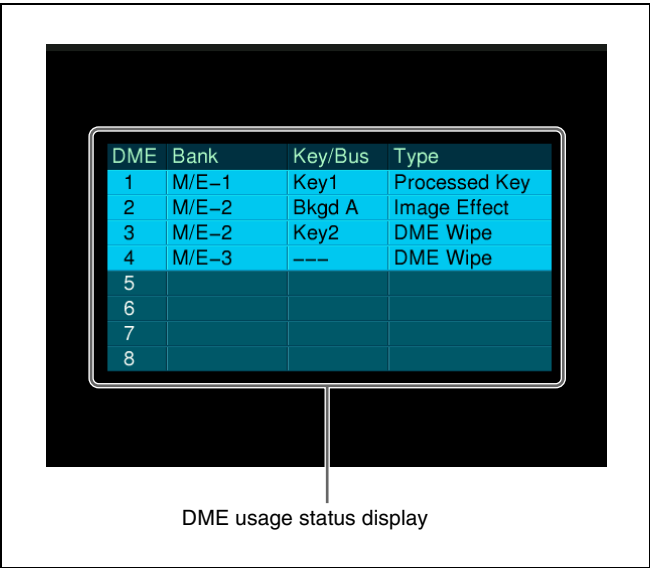 DME Bank Key/Bus Type
1 M/E–1 Key1 Processed Key
2 M/E–2 Bkgd A Image Effect
3 M/E–2 Key2 DME Wipe
4 M/E–3 ––– DME Wipe
5
6
7
8
DME usage status display